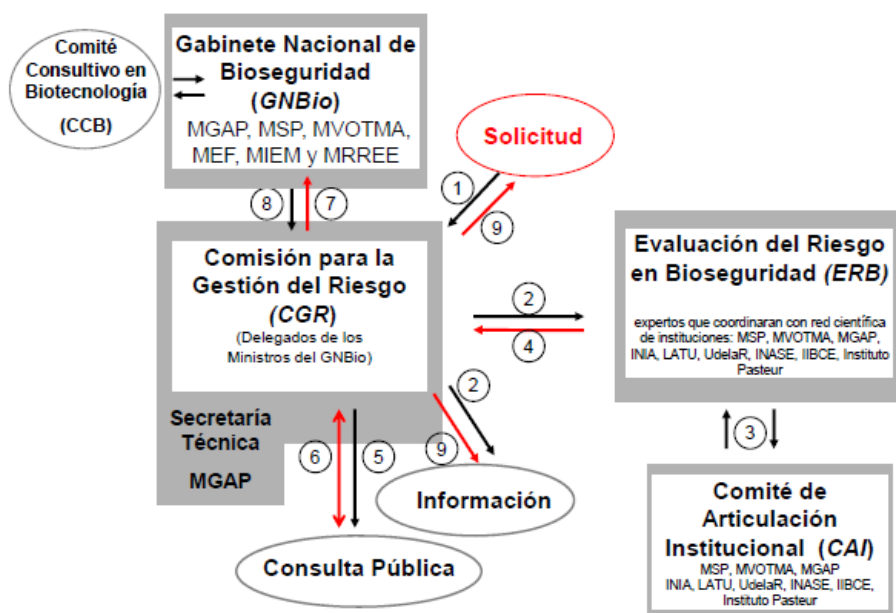 Comité
Consultivo en
Biotecnología
(CCB)
Gabinete Nacional de
Bioseguridad
(GNBio)
MGAP, MSP, MVOTMA,
MEF, MIEM y MRREE
Solicitud
1
9
8
7
Comisión para la
Gestión del Riesgo
(CGR)
(Delegados de los
Ministros del GNBio)
2
4
Evaluación del Riesgo
en Bioseguridad (ERB)
expertos que coordinaran con red científica
de instituciones: MSP, MVOTMA, MGAP,
INIA, LATU, UdelaR, INASE, IIBCE, Instituto
Pasteur
Secretaría
Técnica
MGAP
6
5
9
2
3
Información
Consulta Pública
Comité de
Articulación
Institucional (CAI)
MSP, MVOTMA, MGAP
INIA, LATU, UdelaR, INASE, IIBCE,
Instituto Pasteur